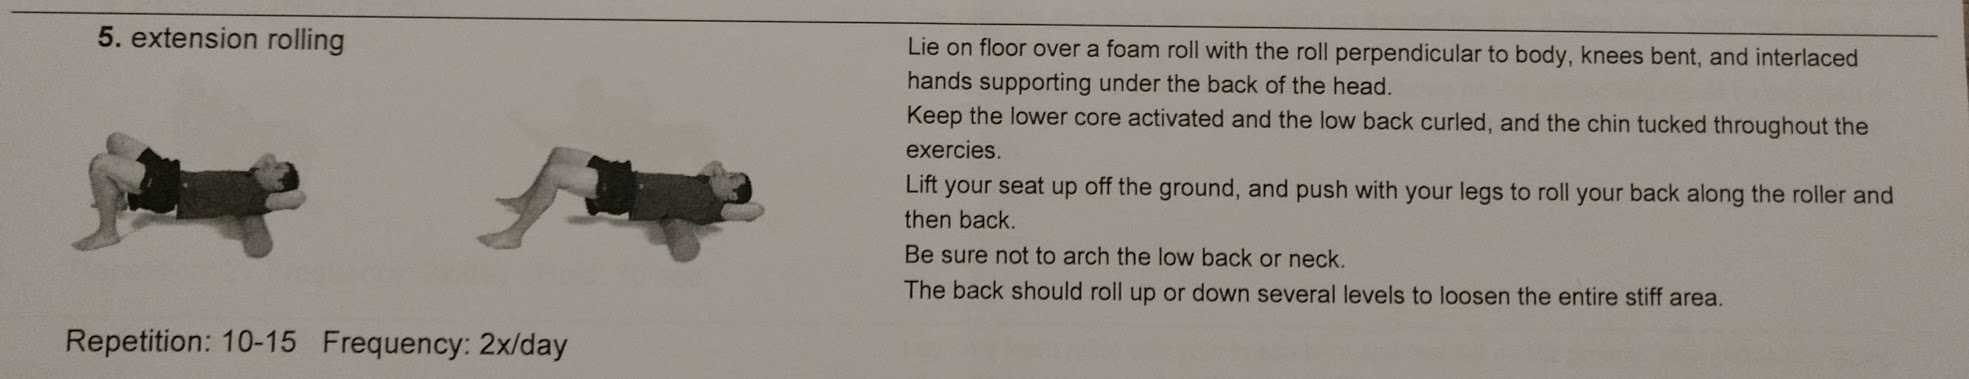 5. extension rolling
Lie on floor over a foam roll with the roll perpendicular to body, knees bent, and interlaced
hands supporting under the back of the head.
Keep the lower core activated and the low back curled, and the chin tucked throughout the
exercies.
Lift your seat up off the ground, and push with your legs to roll your back along the roller and
then back.
Be sure not to arch the low back or neck.
The back should roll up or down several levels to loosen the entire stiff area.
Repetition: 10-15 Frequency: 2x/day